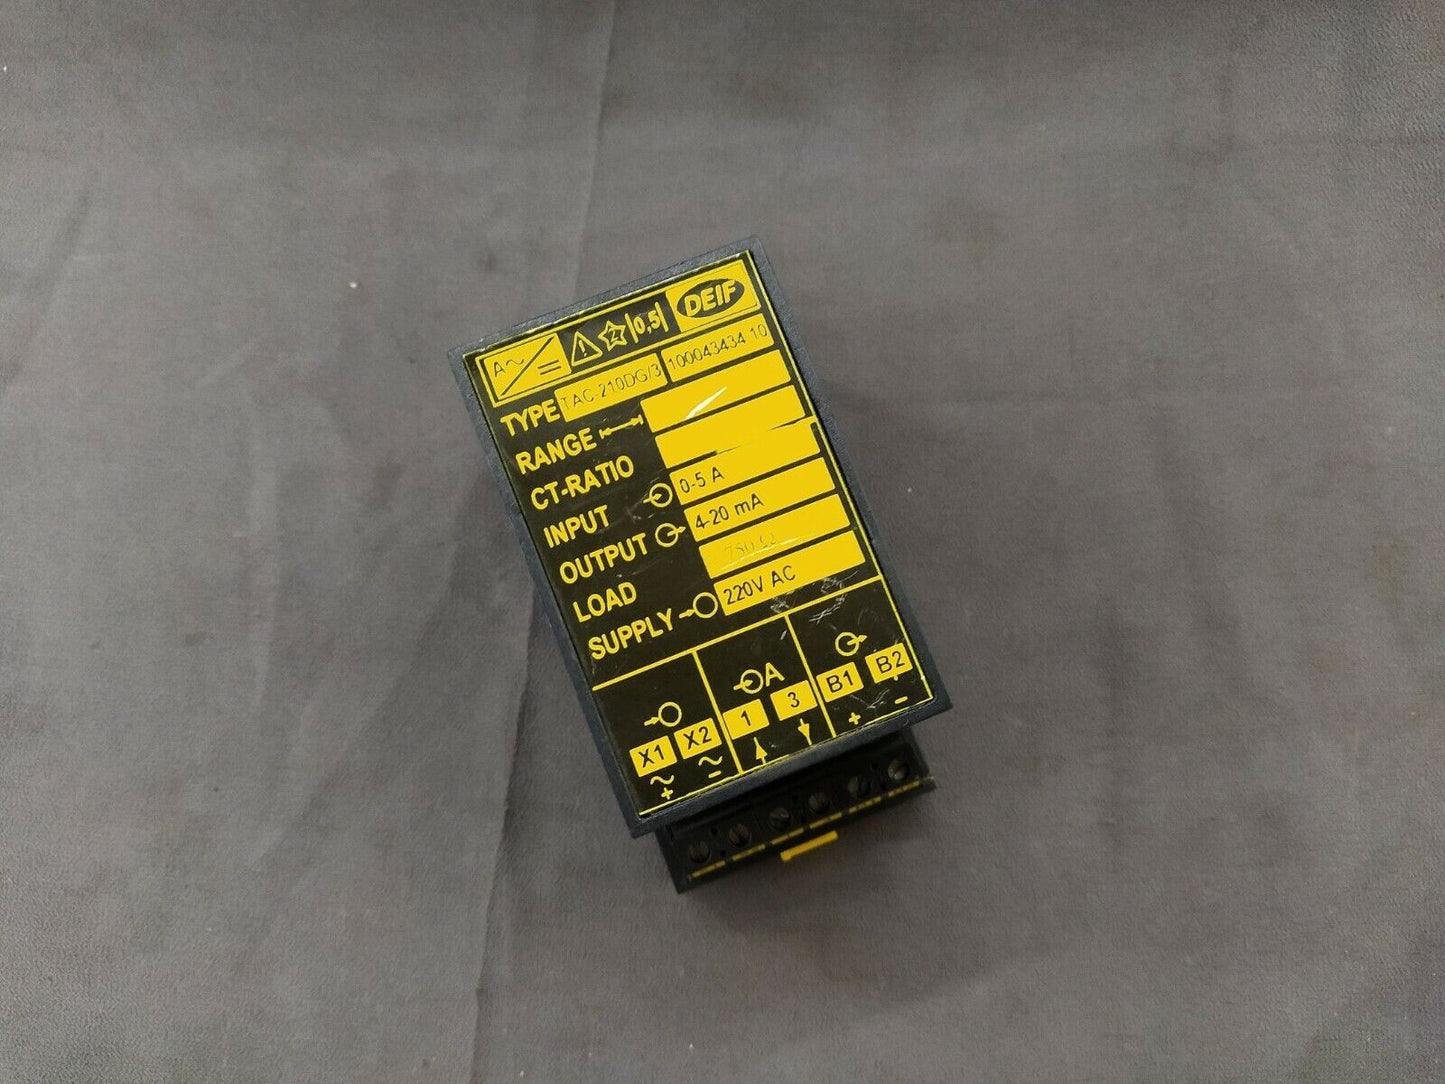 A~ = 2 |0,5| DEIF
TYPE TAC-210DG/3 100043434 10
RANGE
CT-RATIO
INPUT 0-5 A
OUTPUT 4-20 mA
LOAD
SUPPLY 220V AC
A
X1 X2 1 3 B1 B2
~ ~ + -
+ -